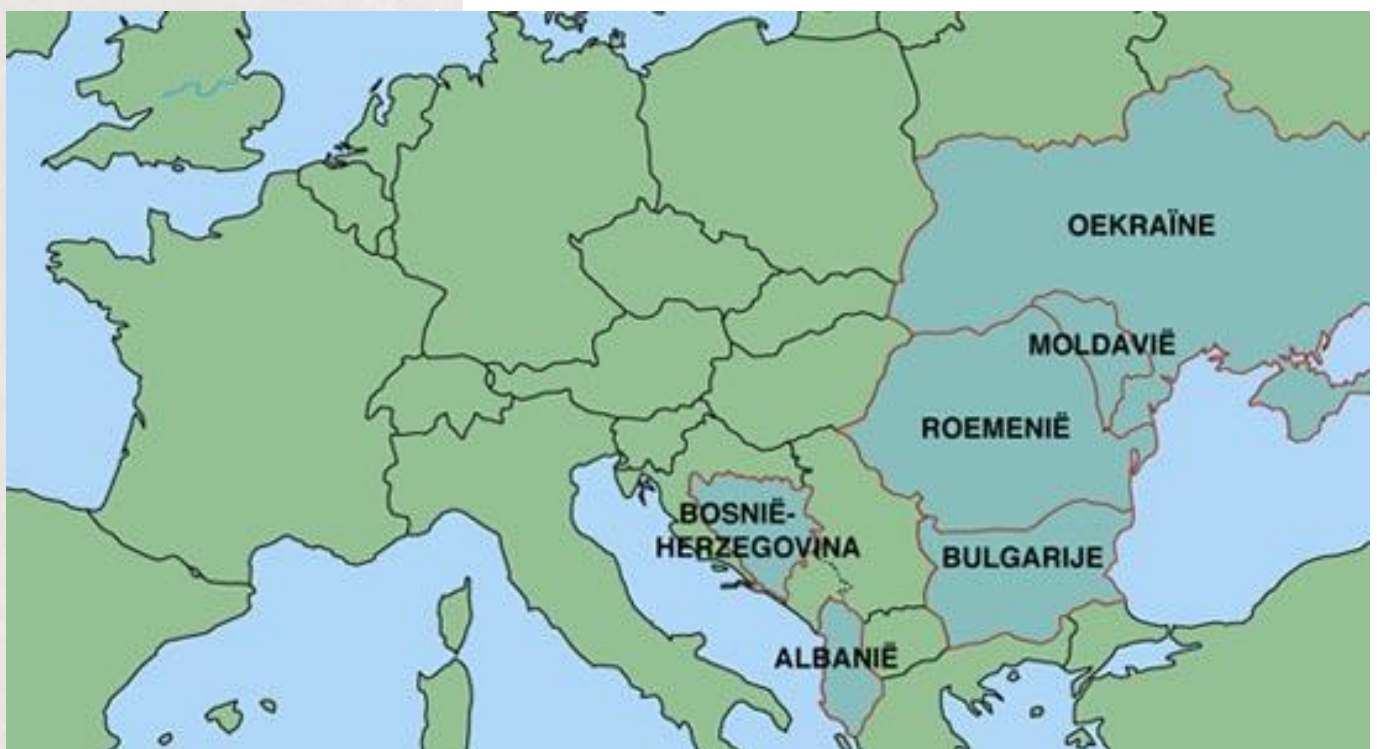 OEKRAÏNE
MOLDAVIË
ROEMENIË
BOSNIË-
HERZEGOVINA
BULGARIJE
ALBANIË